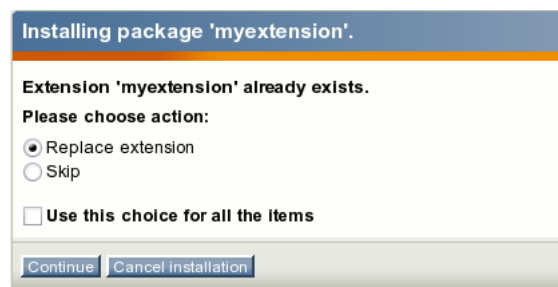 Installing package 'myextension'.
Extension 'myextension' already exists.
Please choose action:
Replace extension
Skip
Use this choice for all the items
Continue Cancel installation